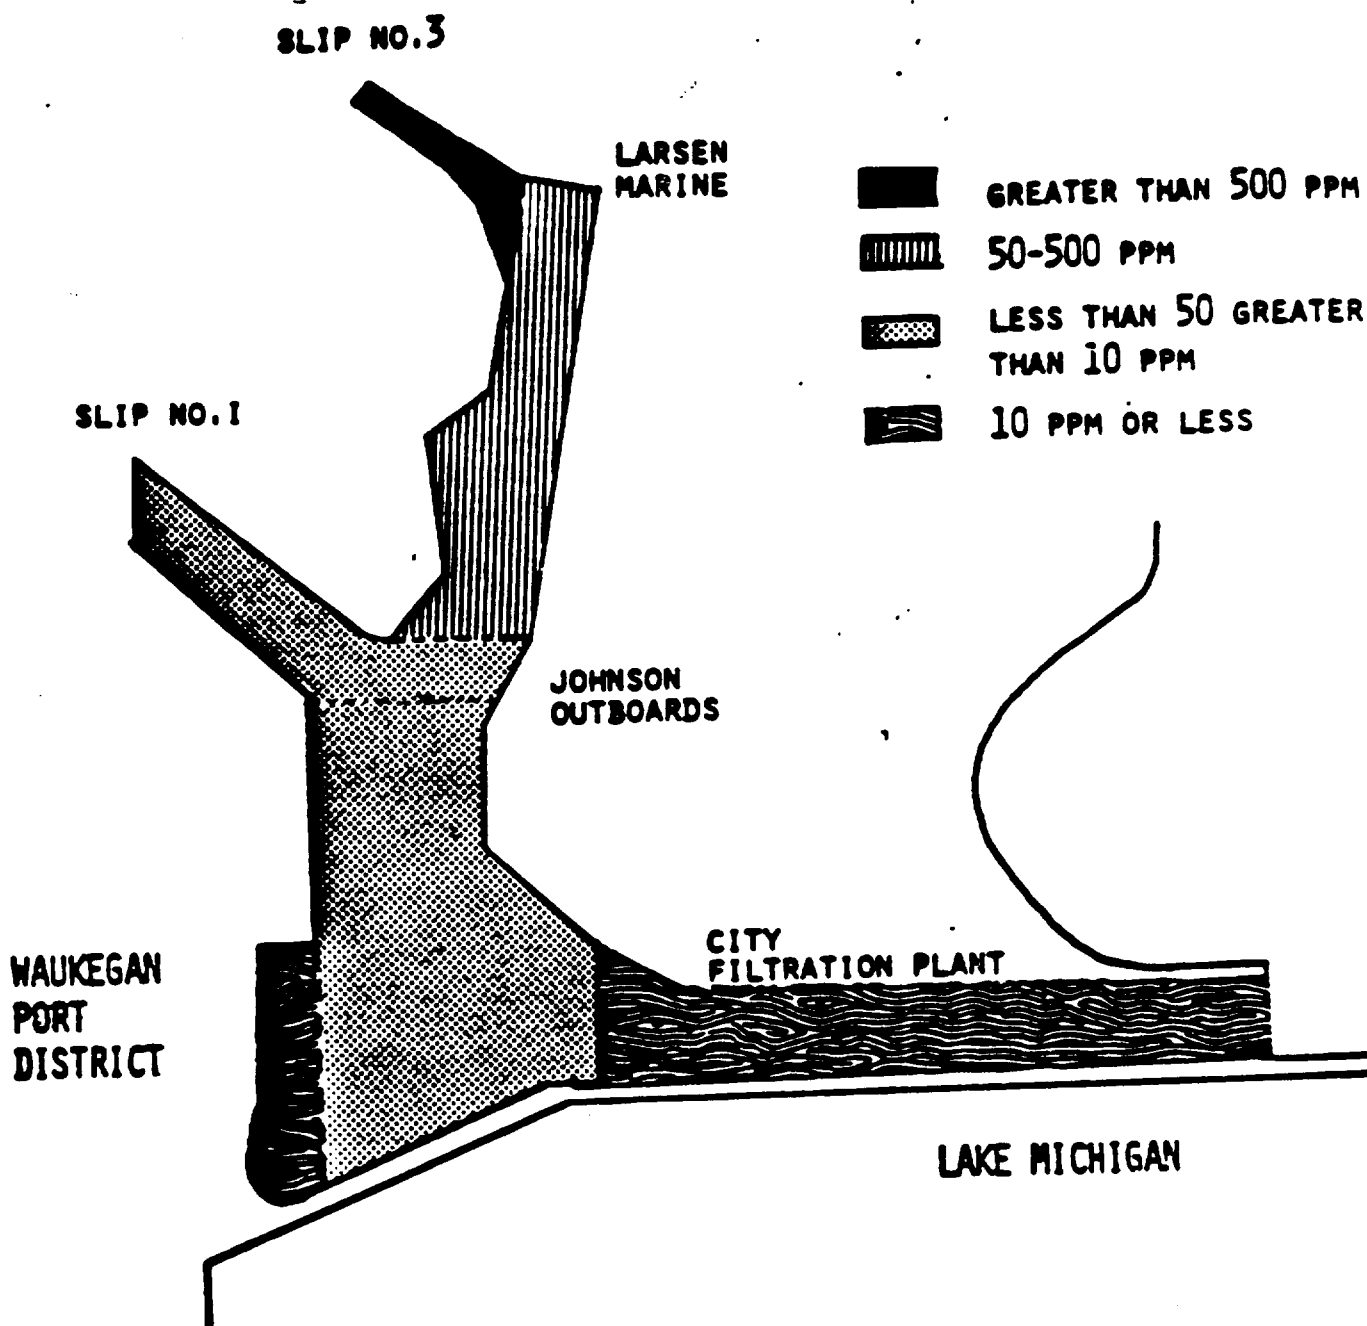 SLIP NO.3
LARSEN
MARINE
GREATER THAN 500 PPM
50-500 PPM
LESS THAN 50 GREATER
THAN 10 PPM
10 PPM OR LESS
SLIP NO.1
JOHNSON
OUTBOARDS
CITY
FILTRATION PLANT
WAUKEGAN
PORT
DISTRICT
LAKE MICHIGAN